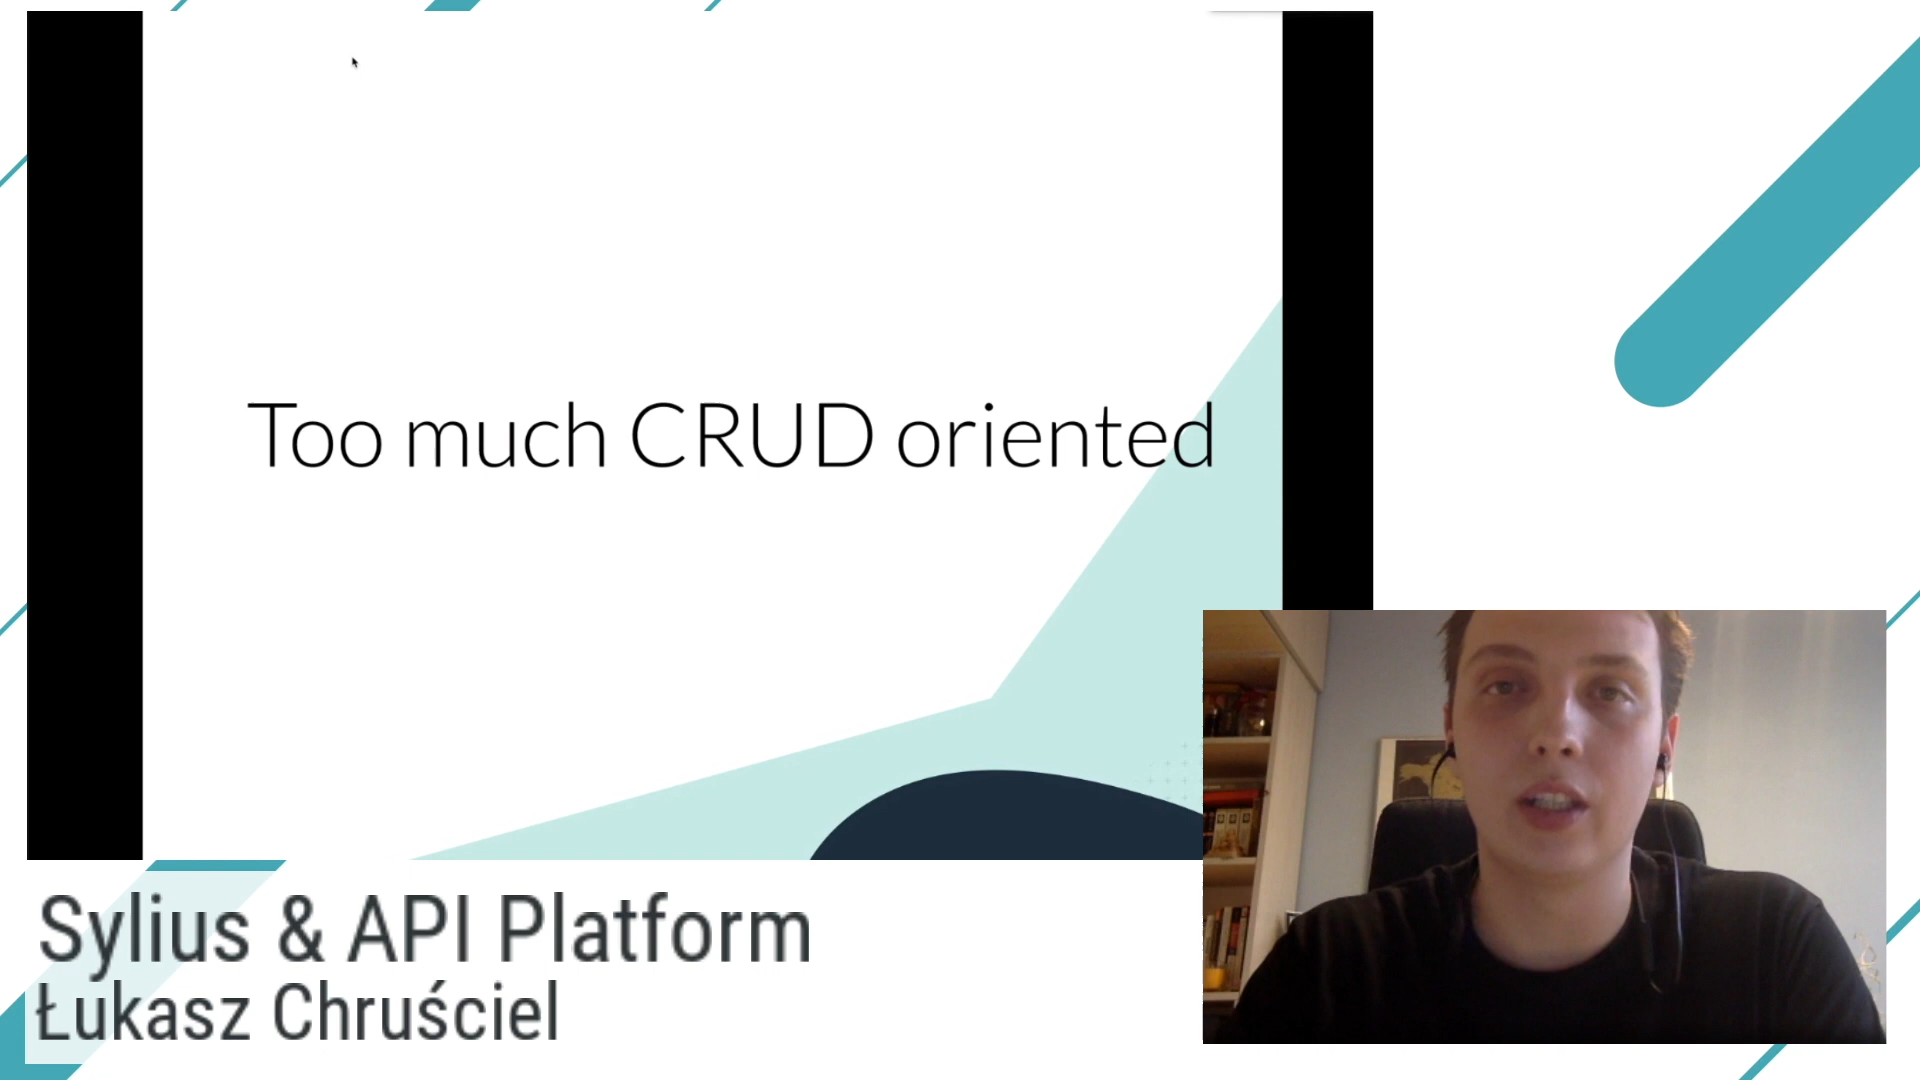 Too much CRUD oriented
Sylius & API Platform
Łukasz Chruściel